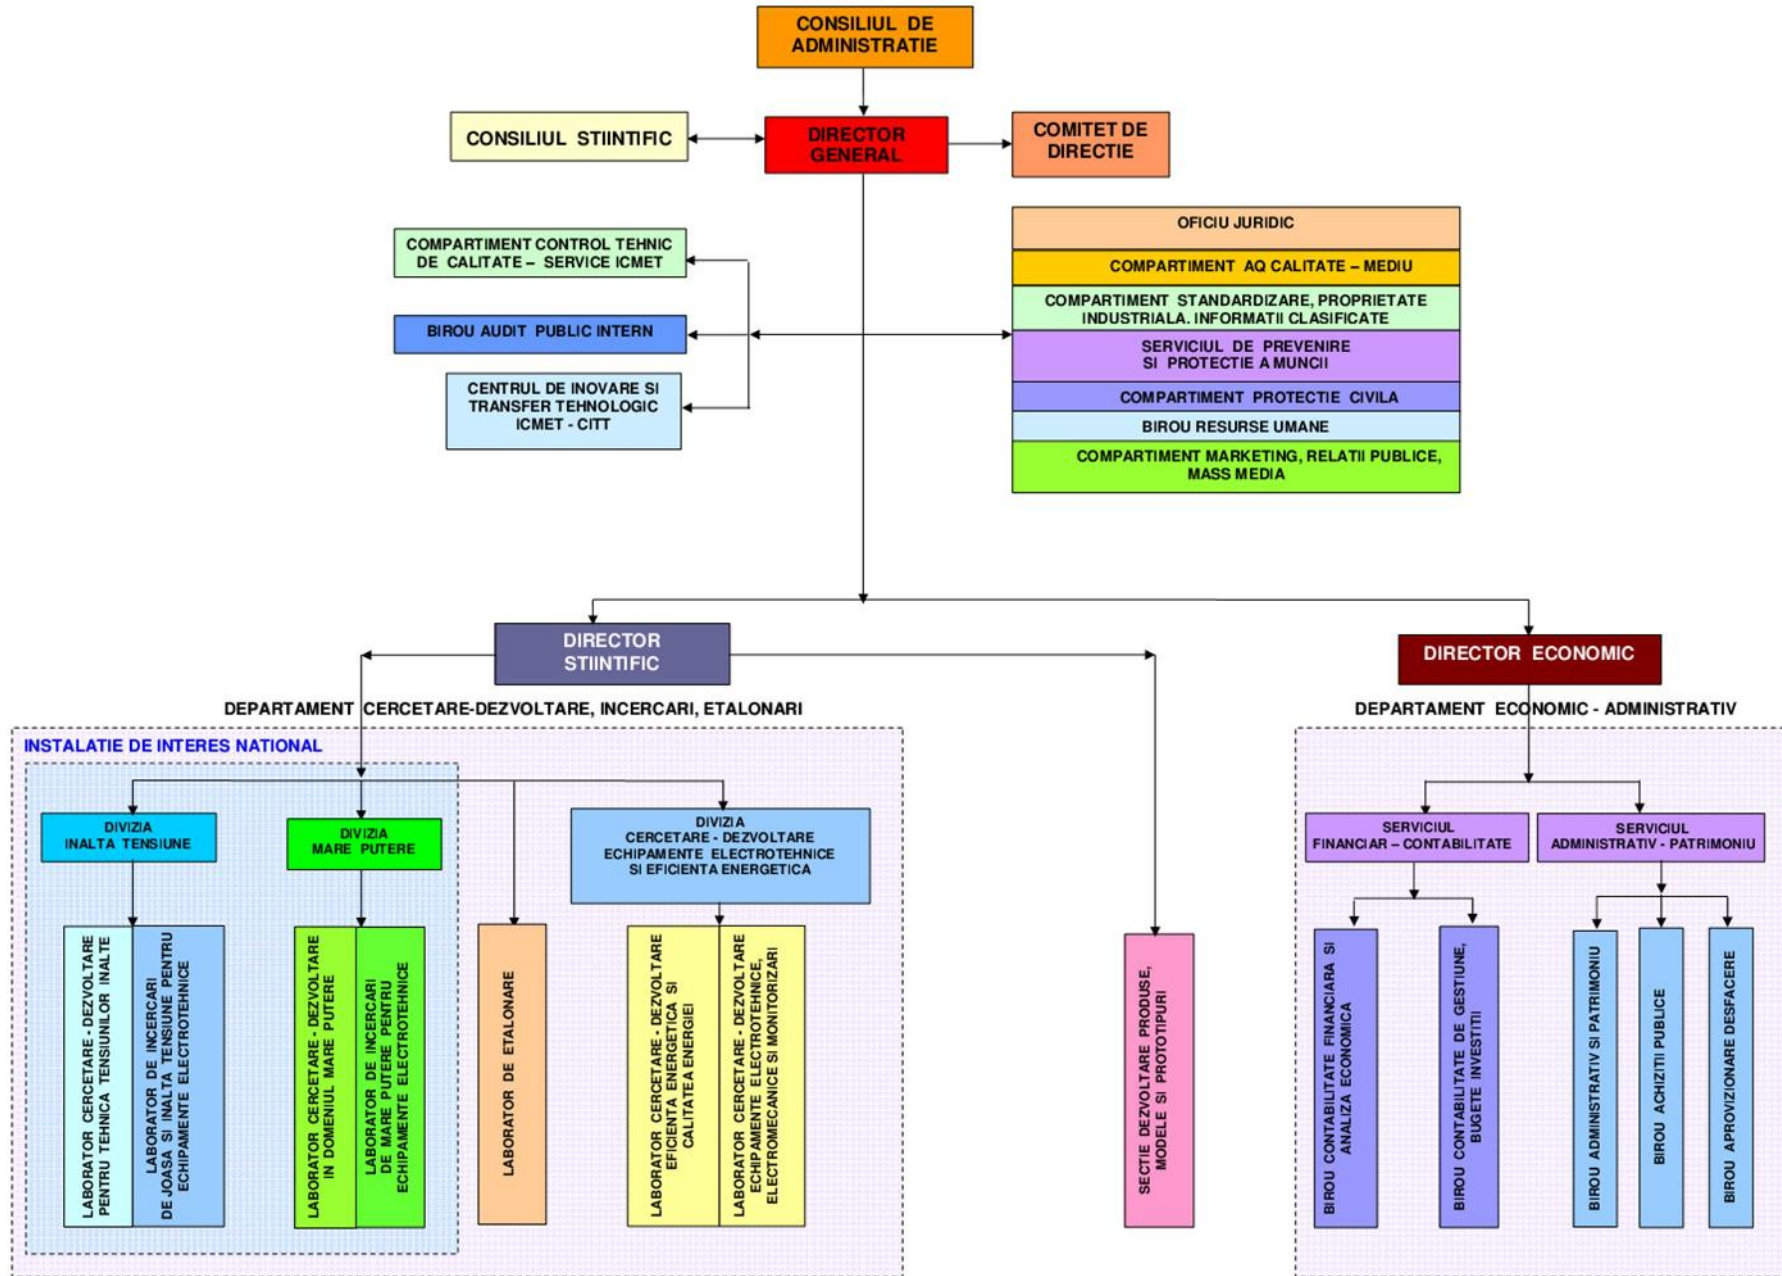 CONSILIUL DE
ADMINISTRATIE
CONSILIUL STIINTIFIC
DIRECTOR
GENERAL
COMITET DE
DIRECTIE
COMPARTIMENT CONTROL TEHNIC
DE CALITATE – SERVICE ICMET
BIROU AUDIT PUBLIC INTERN
CENTRUL DE INOVARE SI
TRANSFER TEHNOLOGIC
ICMET - CITT
OFICIU JURIDIC
COMPARTIMENT AQ CALITATE – MEDIU
COMPARTIMENT STANDARDIZARE, PROPRIETATE
INDUSTRIALA. INFORMATII CLASIFICATE
SERVICIUL DE PREVENIRE
SI PROTECTIE A MUNCII
COMPARTIMENT PROTECTIE CIVILA
BIROU RESURSE UMANE
COMPARTIMENT MARKETING, RELATII PUBLICE,
MASS MEDIA
DIRECTOR
STIINTIFIC
DIRECTOR ECONOMIC
DEPARTAMENT CERCETARE-DEZVOLTARE, INCERCARI, ETALONARI
DEPARTAMENT ECONOMIC - ADMINISTRATIV
INSTALATIE DE INTERES NATIONAL
DIVIZIA
INALTA TENSIUNE
DIVIZIA
MARE PUTERE
DIVIZIA
CERCETARE - DEZVOLTARE
ECHIPAMENTE ELECTROTEHNICE
SI EFICIENTA ENERGETICA
SERVICIUL
FINANCIAR – CONTABILITATE
SERVICIUL
ADMINISTRATIV - PATRIMONIU
LABORATOR CERCETARE - DEZVOLTARE
PENTRU TEHNICA TENSIUNILOR INALTE
LABORATOR DE INCERCARI
DE JOASA SI INALTA TENSIUNE PENTRU
ECHIPAMENTE ELECTROTEHNICE
LABORATOR CERCETARE - DEZVOLTARE
IN DOMENIUL MARE PUTERE
LABORATOR DE INCERCARI
DE MARE PUTERE PENTRU
ECHIPAMENTE ELECTROTEHNICE
LABORATOR DE ETALONARE
LABORATOR CERCETARE - DEZVOLTARE
EFICIENTA ENERGETICA SI
CALITATEA ENERGIEI
LABORATOR CERCETARE - DEZVOLTARE
ECHIPAMENTE ELECTROTEHNICE,
ELECTROMECANICE SI MONITORIZARI
SECTIE DEZVOLTARE PRODUSE,
MODELE SI PROTOTIPURI
BIROU CONTABILITATE FINANCIARA SI
ANALIZA ECONOMICA
BIROU CONTABILITATE DE GESTIUNE,
BUGETE INVESTITII
BIROU ADMINISTRATIV SI PATRIMONIU
BIROU ACHIZITII PUBLICE
BIROU APROVIZIONARE DESFACERE